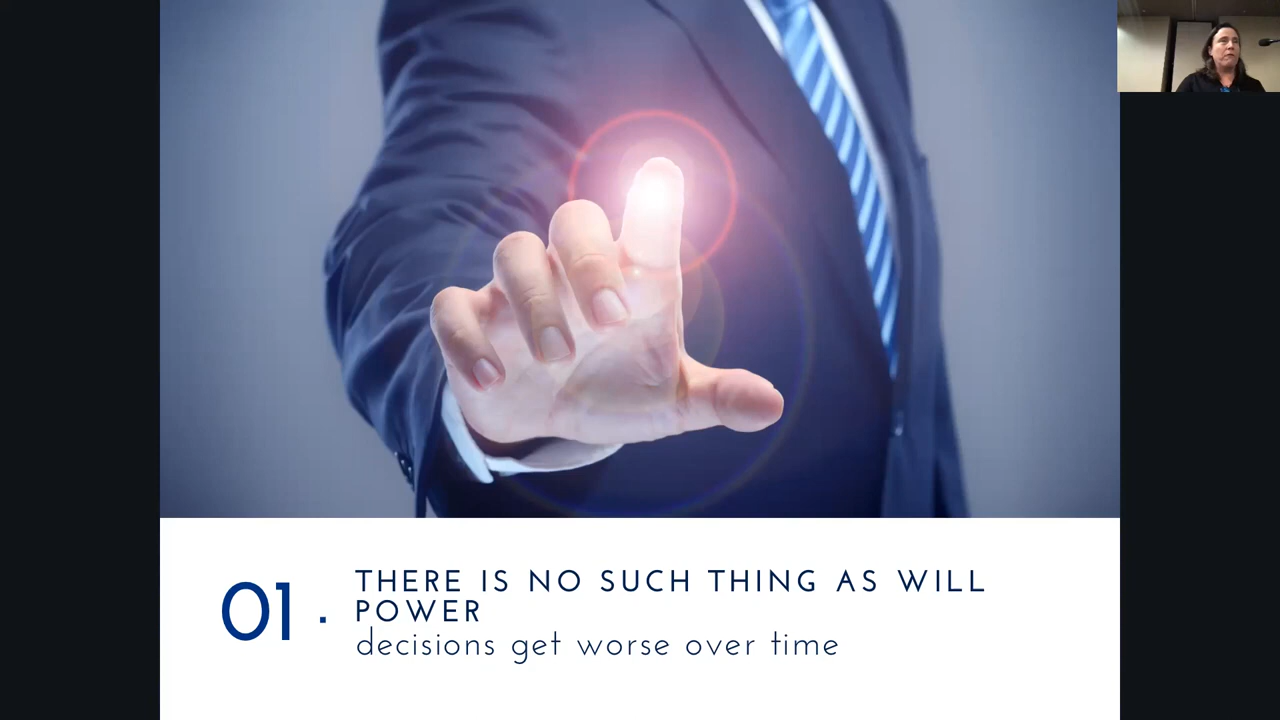 01.
THERE IS NO SUCH THING AS WILL
POWER
decisions get worse over time